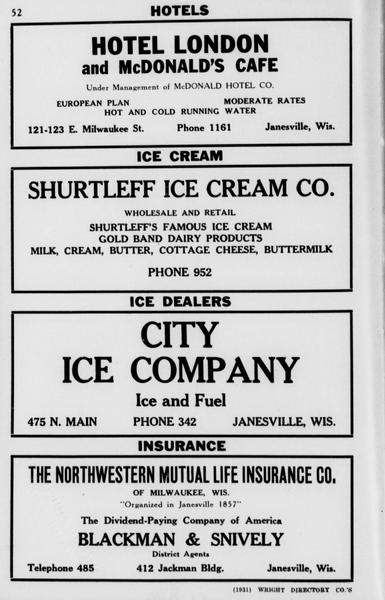 52
HOTELS
HOTEL LONDON
and McDONALD'S CAFE
Under Management of McDONALD HOTEL CO.
EUROPEAN PLAN MODERATE RATES
HOT AND COLD RUNNING WATER
121-123 E. Milwaukee St. Phone 1161 Janesville, Wis.
ICE CREAM
SHURTLEFF ICE CREAM CO.
WHOLESALE AND RETAIL
SHURTLEFF'S FAMOUS ICE CREAM
GOLD BAND DAIRY PRODUCTS
MILK, CREAM, BUTTER, COTTAGE CHEESE, BUTTERMILK
PHONE 952
ICE DEALERS
CITY
ICE COMPANY
Ice and Fuel
475 N. MAIN PHONE 342 JANESVILLE, WIS.
INSURANCE
THE NORTHWESTERN MUTUAL LIFE INSURANCE CO.
OF MILWAUKEE, WIS.
"Organized in Janesville 1857"
The Dividend-Paying Company of America
BLACKMAN & SNIVELY
District Agents
Telephone 485 412 Jackman Bldg. Janesville, Wis.
(1931) WRIGHT DIRECTORY CO.'S